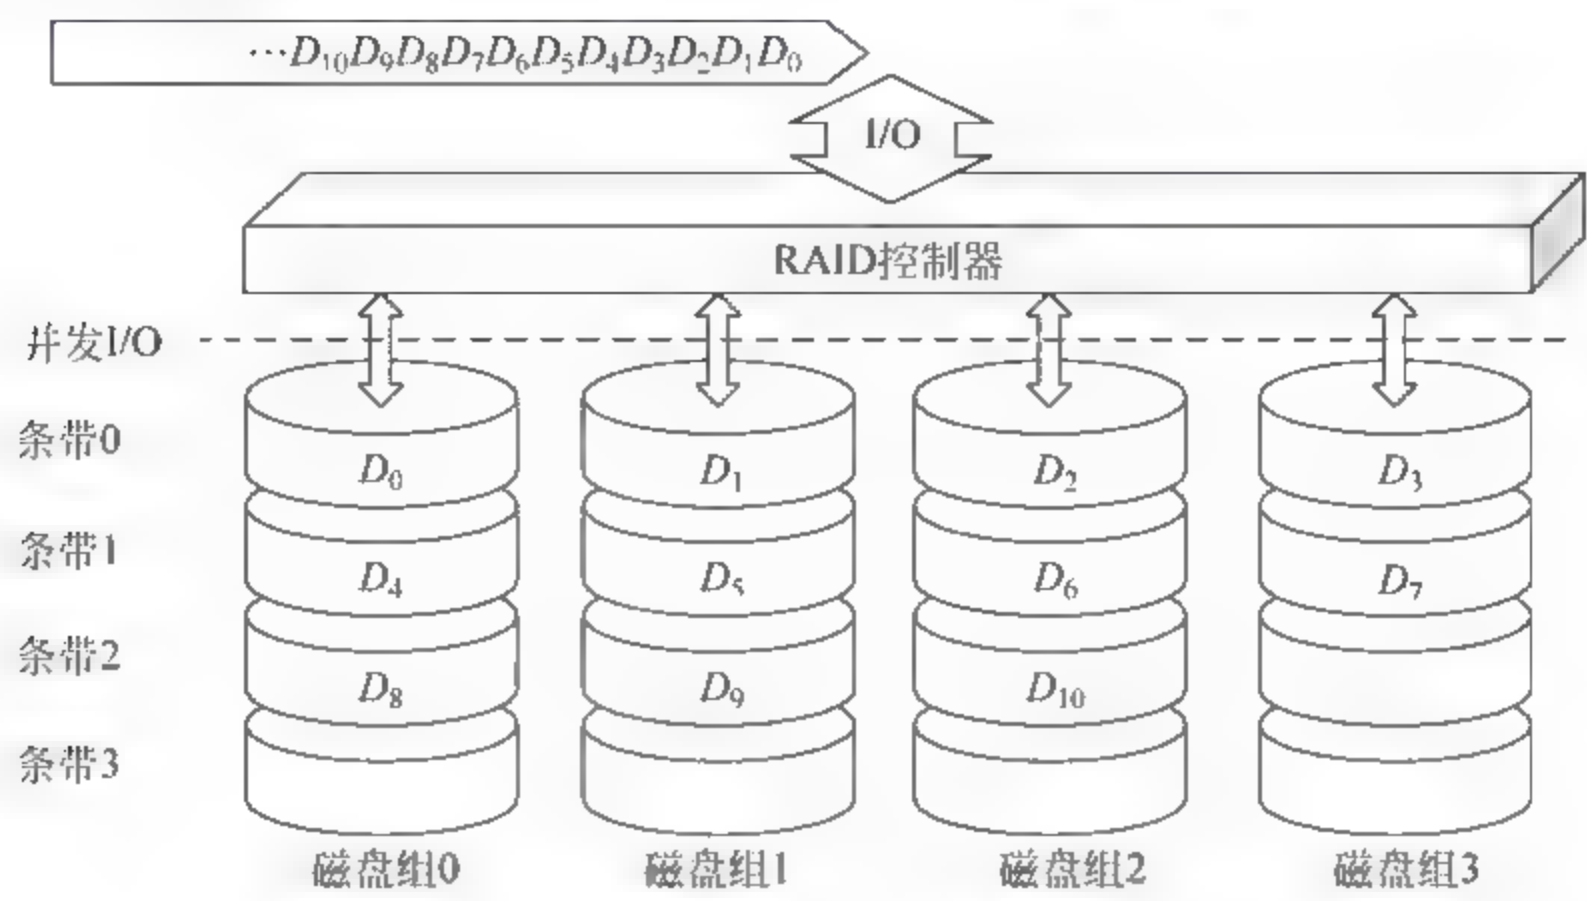 ···D₁₀D₉D₈D₇D₆D₅D₄D₃D₂D₁D₀
I/O
RAID控制器
并发I/O
条带0
D₀ D₁ D₂ D₃
条带1
D₄ D₅ D₆ D₇
条带2
D₈ D₉ D₁₀
条带3
磁盘组0 磁盘组1 磁盘组2 磁盘组3